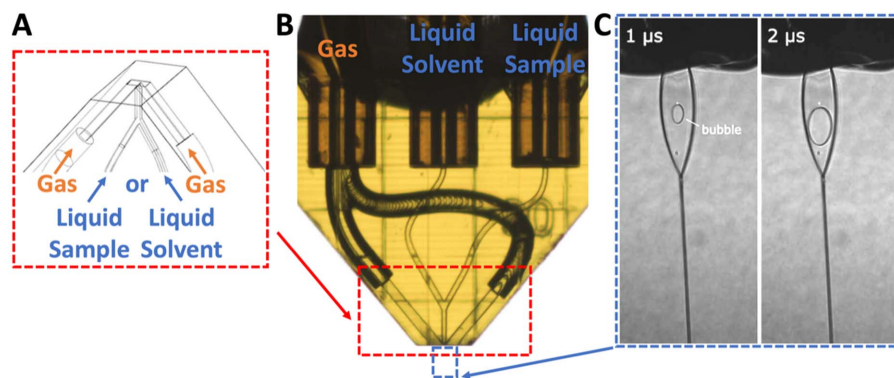 A
Gas
or
Gas
Liquid
Sample
Liquid
Solvent
B
Gas
Liquid
Solvent
Liquid
Sample
C
1 µs
bubble
2 µs